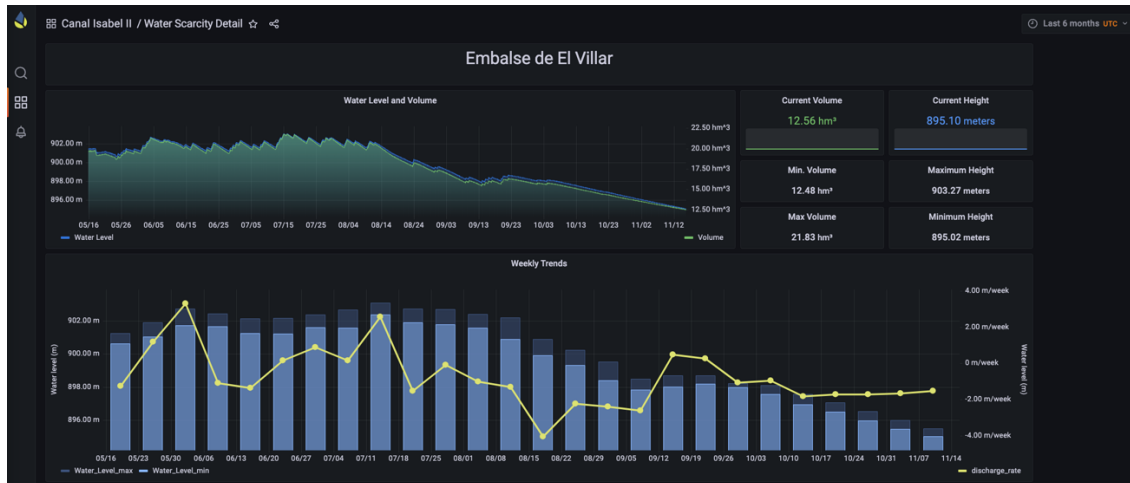 Canal Isabel II / Water Scarcity Detail
Last 6 months UTC
Embalse de El Villar
Water Level and Volume
902.00 m
900.00 m
898.00 m
896.00 m
22.50 hm^3
20.00 hm^3
17.50 hm^3
15.00 hm^3
12.50 hm^3
05/16 05/26 06/05 06/15 06/25 07/05 07/15 07/25 08/04 08/14 08/24 09/03 09/13 09/23 10/03 10/13 10/23 11/02 11/12
Water Level
Volume
Current Volume
12.56 hm³
Current Height
895.10 meters
Min. Volume
12.48 hm³
Maximum Height
903.27 meters
Max Volume
21.83 hm³
Minimum Height
895.02 meters
Weekly Trends
Water level (m)
902.00 m
900.00 m
898.00 m
896.00 m
4.00 m/week
2.00 m/week
0 m/week
-2.00 m/week
-4.00 m/week
Water level (m)
05/16 05/23 05/30 06/06 06/13 06/20 06/27 07/04 07/11 07/18 07/25 08/01 08/08 08/15 08/22 08/29 09/05 09/12 09/19 09/26 10/03 10/10 10/17 10/24 10/31 11/07 11/14
Water_Level_max Water_Level_min
discharge_rate